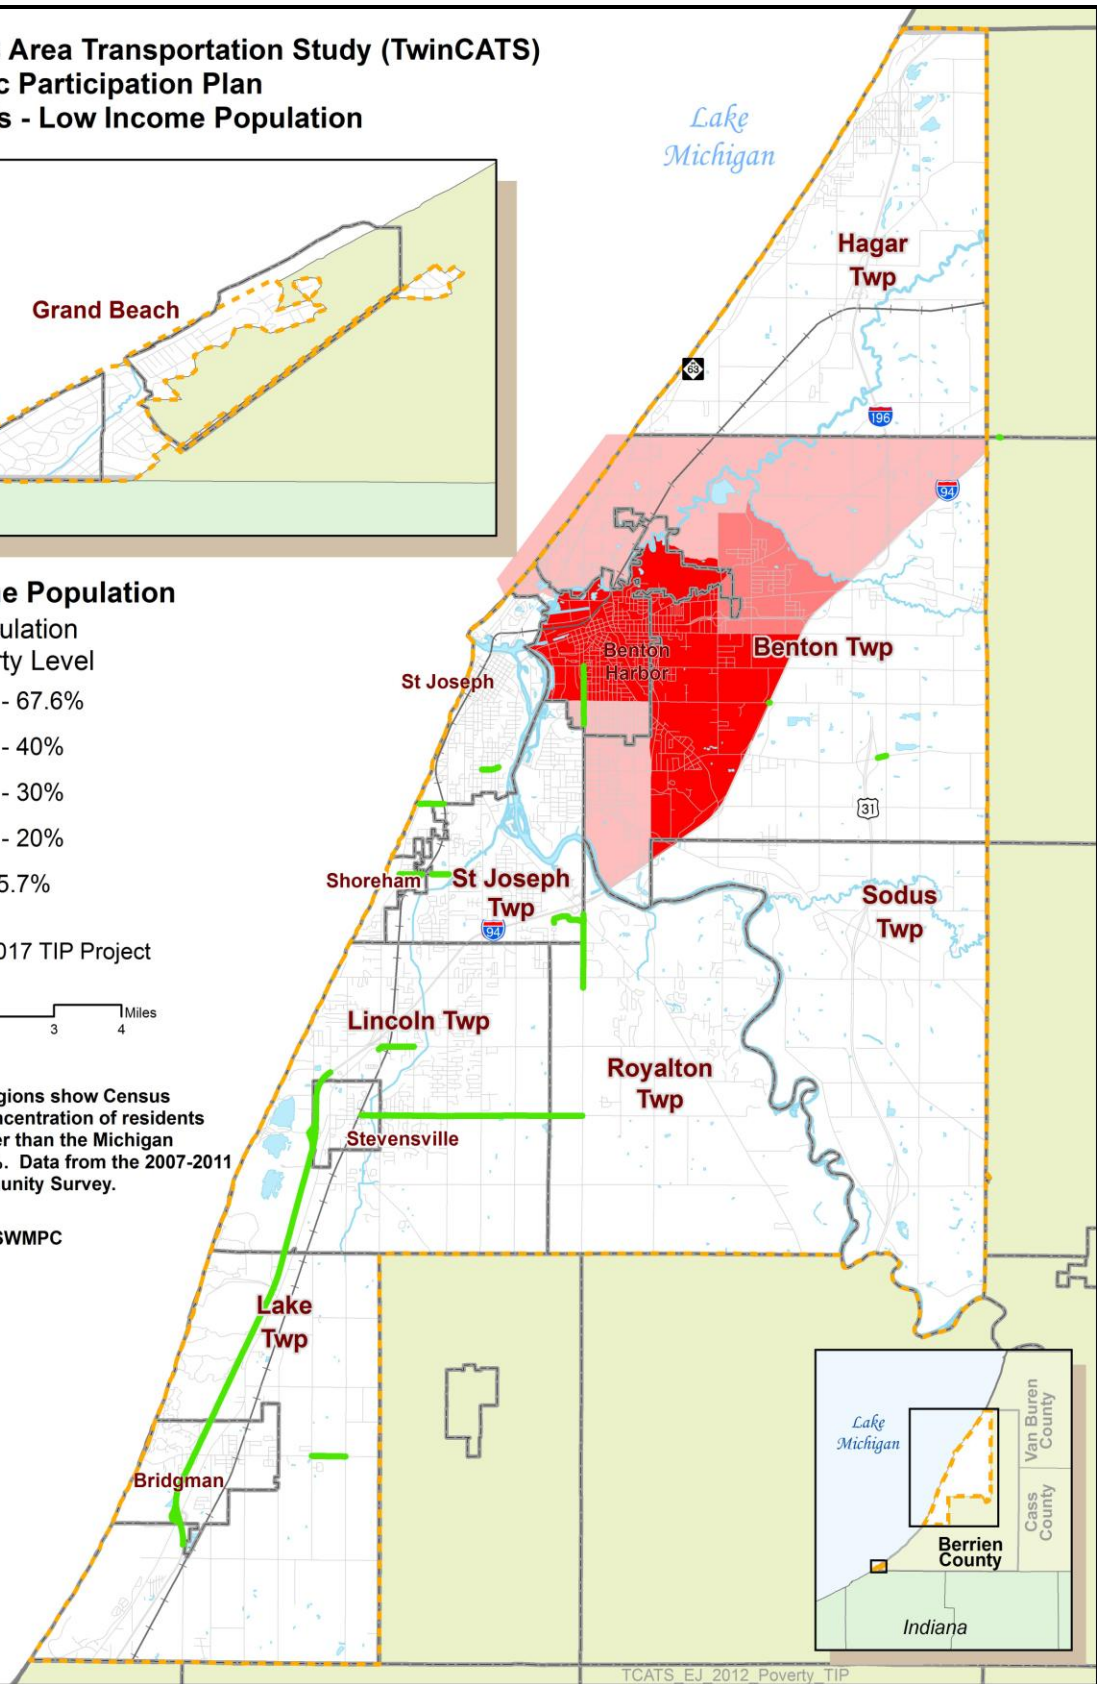 Area Transportation Study (TwinCATS)
c Participation Plan
s - Low Income Population
Lake
Michigan
Hagar
Twp
Grand Beach
63
196
94
e Population
ulation
rty Level
- 67.6%
- 40%
- 30%
- 20%
5.7%
017 TIP Project
Miles
3
4
Benton
Harbor
Benton Twp
St Joseph
31
Shoreham
St Joseph
Twp
94
Sodus
Twp
Lincoln Twp
Royalton
Twp
Stevensville
gions show Census
ncentration of residents
er than the Michigan
%. Data from the 2007-2011
unity Survey.
SWMPC
Lake
Twp
Bridgman
Lake
Michigan
Van Buren
County
Cass
County
Berrien
County
Indiana
TCATS_EJ_2012_Poverty_TIP